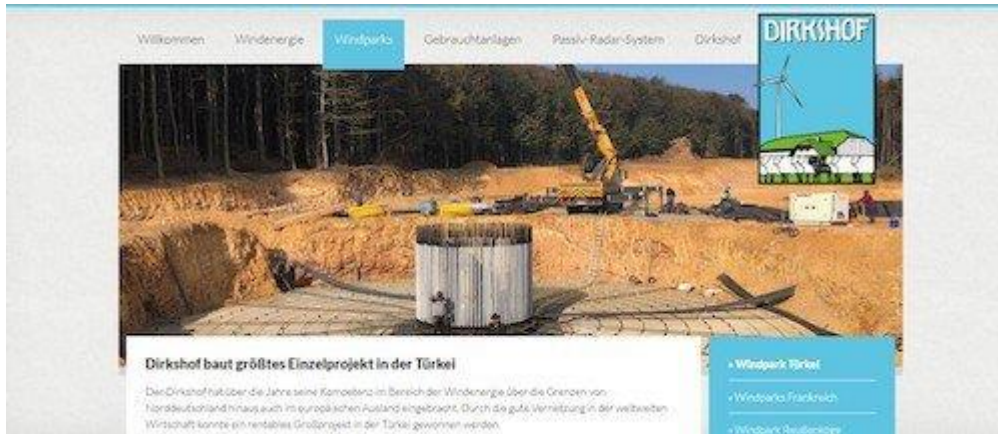 Willkommen
Windenergie
Windparks
Gebrauchtanlagen
Passiv-Radar-System
Dirkshof
DIRKSHOF
Dirkshof baut größtes Einzelprojekt in der Türkei
Der Dirkshof hat über die Jahre seine Kompetenz im Bereich der Windenergie über die Grenzen von
Norddeutschland hinaus auch im europäischen Ausland eingebracht. Durch die gute Vernetzung in der weltweiten
Wirtschaft konnte ein rentables Großprojekt in der Türkei gewonnen werden.
» Windpark Türkei
» Windparks Frankreich
» Windpark Reußenköge